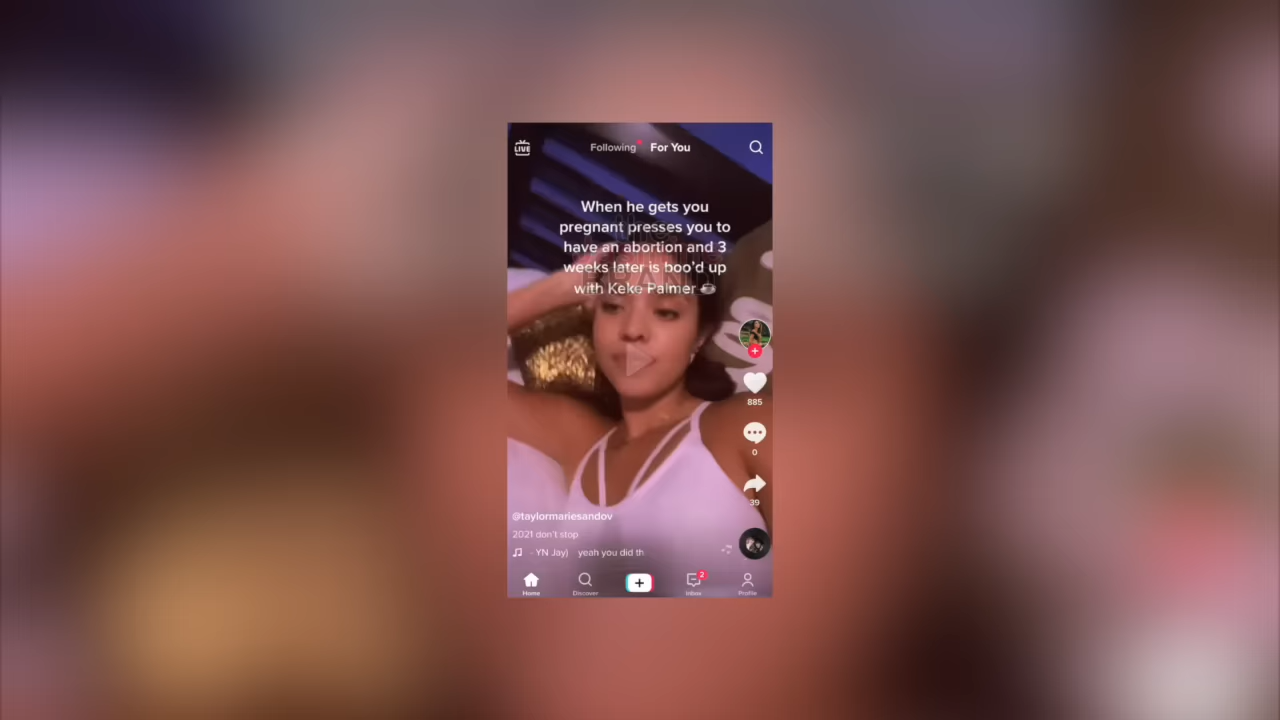 LIVE
Following For You
When he gets you
pregnant presses you to
have an abortion and 3
weeks later is boo'd up
with Keke Palmer
885
0
39
@taylormariesandov
2021 don't stop
- YN Jay) yeah you did th
2
Home Discover Inbox Profile